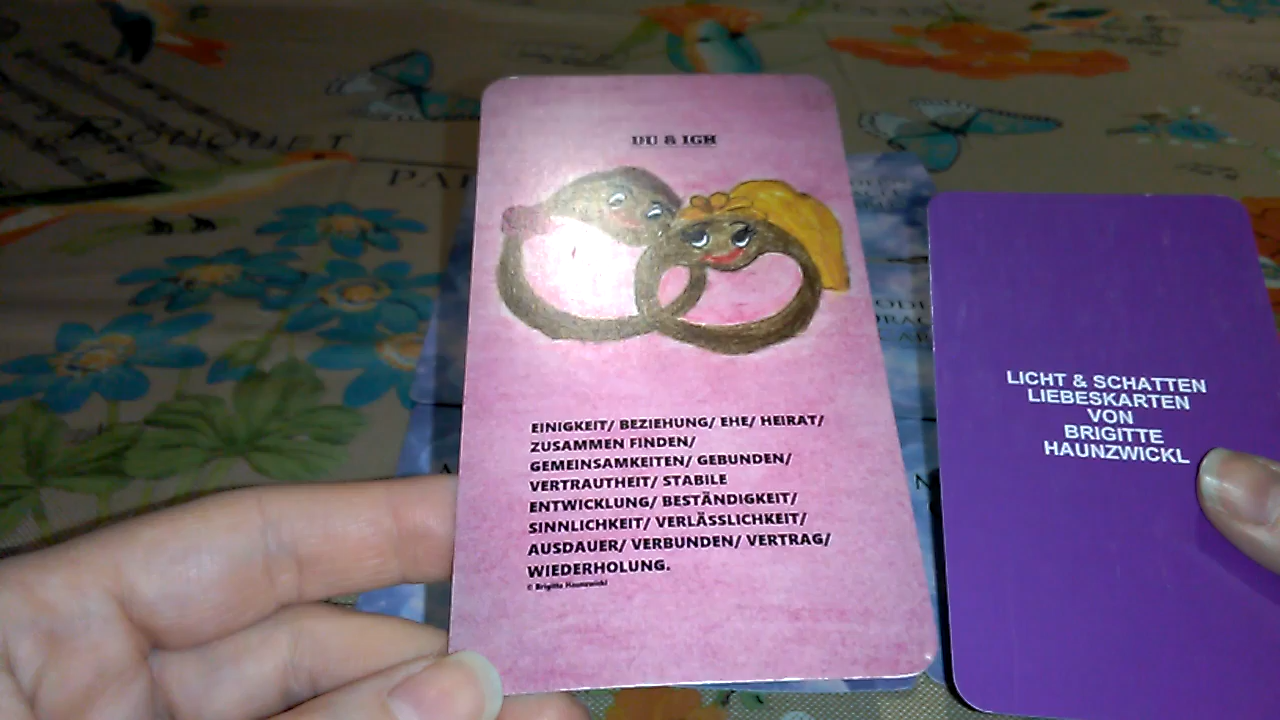 DU & ICH
EINIGKEIT/ BEZIEHUNG/ EHE/ HEIRAT/
ZUSAMMEN FINDEN/
GEMEINSAMKEITEN/ GEBUNDEN/
VERTRAUTHEIT/ STABILE
ENTWICKLUNG/ BESTÄNDIGKEIT/
SINNLICHKEIT/ VERLÄSSLICHKEIT/
AUSDAUER/ VERBUNDEN/ VERTRAG/
WIEDERHOLUNG.
© Brigitte Haunzwickl
LICHT & SCHATTEN
LIEBESKARTEN
VON
BRIGITTE
HAUNZWICKL
BOUQUET